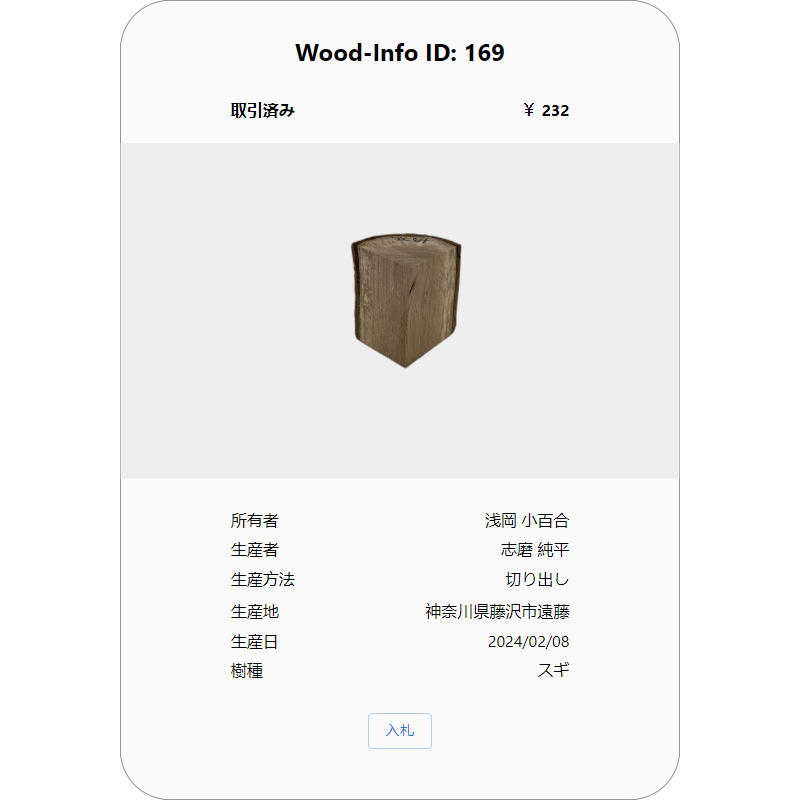 Wood-Info ID: 169
取引済み ￥ 232
所有者 浅岡 小百合
生産者 志磨 純平
生産方法 切り出し
生産地 神奈川県藤沢市遠藤
生産日 2024/02/08
樹種 スギ
入札